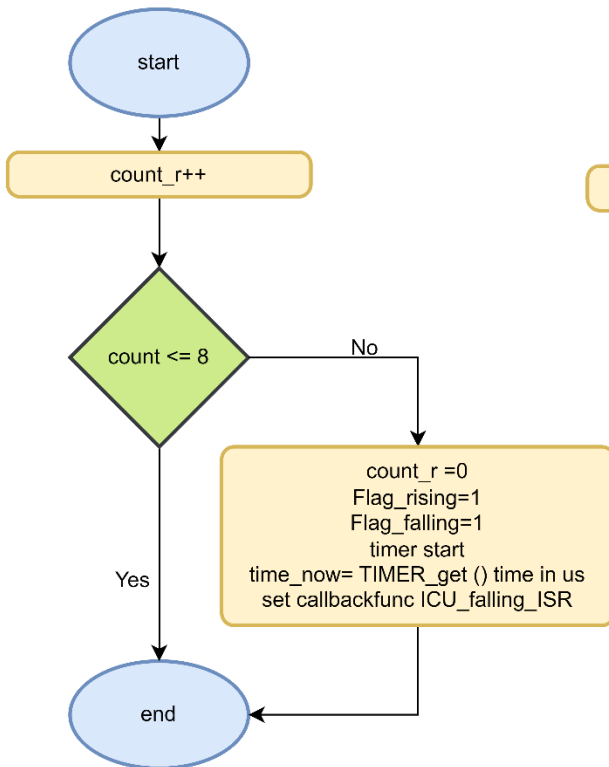 start
count_r++
count <= 8
No
count_r =0
Flag_rising=1
Flag_falling=1
timer start
time_now= TIMER_get () time in us
set callbackfunc ICU_falling_ISR
Yes
end